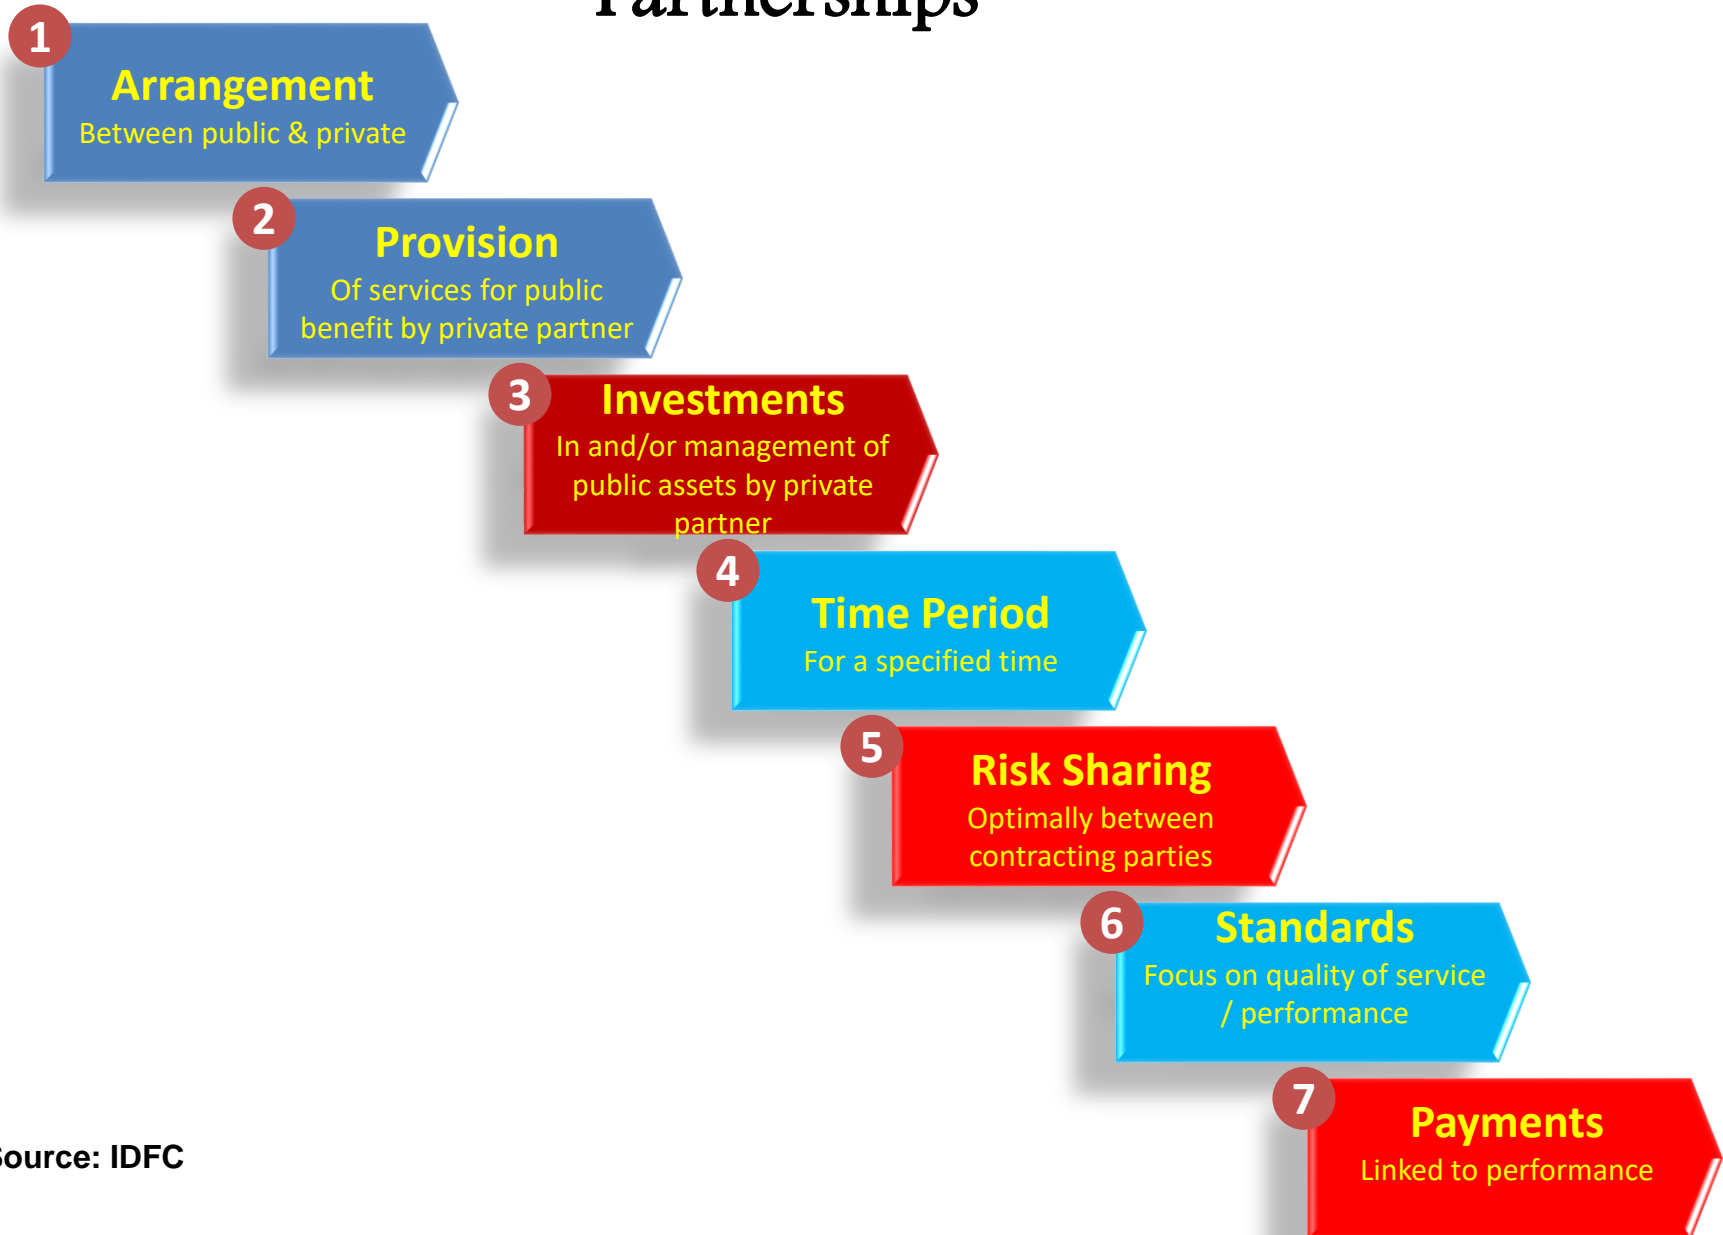 Partnerships
1
Arrangement
Between public & private
2
Provision
Of services for public
benefit by private partner
3
Investments
In and/or management of
public assets by private
partner
4
Time Period
For a specified time
5
Risk Sharing
Optimally between
contracting parties
6
Standards
Focus on quality of service
/ performance
7
Payments
Linked to performance
Source: IDFC